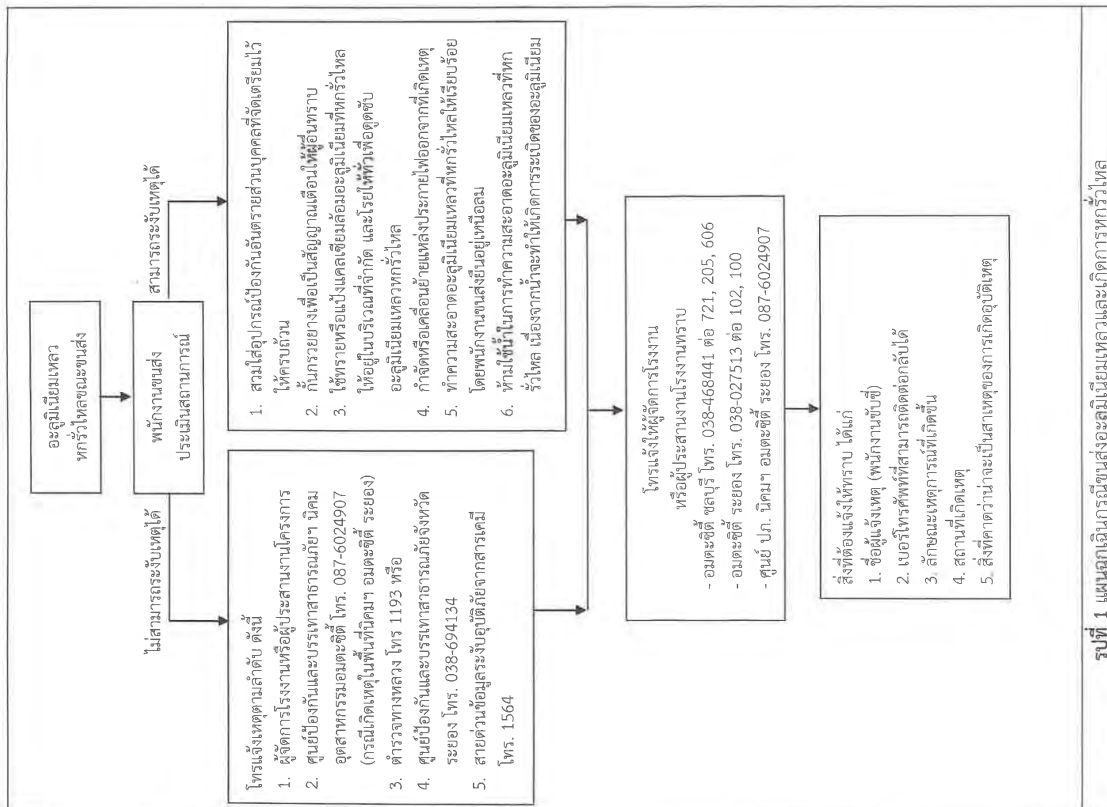 อะลูมิเนียมเหลว
หกรั่วไหลขณะขนส่ง
พนักงานขนส่ง
ประเมินสถานการณ์
ไม่สามารถระงับเหตุได้
สามารถระงับเหตุได้
โทรแจ้งเหตุตามลำดับ ดังนี้
1. ผู้จัดการโรงงานหรือผู้ประสานงานโครงการ
2. ศูนย์ป้องกันและบรรเทาสาธารณภัยฯ นิคม
อุตสาหกรรมอมตะซิตี้ โทร. 087-6024907
(กรณีเกิดเหตุในพื้นที่นิคมฯ อมตะซิตี้ ระยอง)
3. ตำรวจทางหลวง โทร 1193 หรือ
4. ศูนย์ป้องกันและบรรเทาสาธารณภัยจังหวัด
ระยอง โทร. 038-694134
5. สายด่วนข้อมูลระงับอุบัติภัยจากสารเคมี
โทร. 1564
1. สวมใส่อุปกรณ์ป้องกันอันตรายส่วนบุคคลที่จัดเตรียมไว้
ให้ครบถ้วน
2. กั้นกรวยยางเพื่อเป็นสัญญาณเตือนให้ผู้อื่นทราบ
3. ใช้ทรายหรือแป้งแคลเซียมล้อมอะลูมิเนียมที่หกรั่วไหล
ให้อยู่ในบริเวณที่จำกัด และโรยให้ทั่วเพื่อดูดซับ
อะลูมิเนียมเหลวหกรั่วไหล
4. กำจัดหรือเคลื่อนย้ายแหล่งประกายไฟออกจากที่เกิดเหตุ
5. ทำความสะอาดอะลูมิเนียมเหลวที่หกรั่วไหลให้เรียบร้อย
โดยพนักงานขนส่งยืนอยู่เหนือลม
6. ห้ามใช้น้ำในการทำความสะอาดอะลูมิเนียมเหลวที่หก
รั่วไหล เนื่องจากน้ำจะทำให้เกิดการระเบิดของอะลูมิเนียม
โทรแจ้งให้ผู้จัดการโรงงาน
หรือผู้ประสานงานโรงงานทราบ
- อมตะซิตี้ ชลบุรี โทร. 038-468441 ต่อ 721, 205, 606
- อมตะซิตี้ ระยอง โทร. 038-027513 ต่อ 102, 100
- ศูนย์ ปภ. นิคมฯ อมตะซิตี้ ระยอง โทร. 087-6024907
สิ่งที่ต้องแจ้งให้ทราบ ได้แก่
1. ชื่อผู้แจ้งเหตุ (พนักงานขับขี่)
2. เบอร์โทรศัพท์ที่สามารถติดต่อกลับได้
3. ลักษณะเหตุการณ์ที่เกิดขึ้น
4. สถานที่เกิดเหตุ
5. สิ่งที่คาดว่าน่าจะเป็นสาเหตุของการเกิดอุบัติเหตุ
รูปที่ 1 แผนฉุกเฉินกรณีขนส่งอะลูมิเนียมเหลวและเกิดการหกรั่วไหล